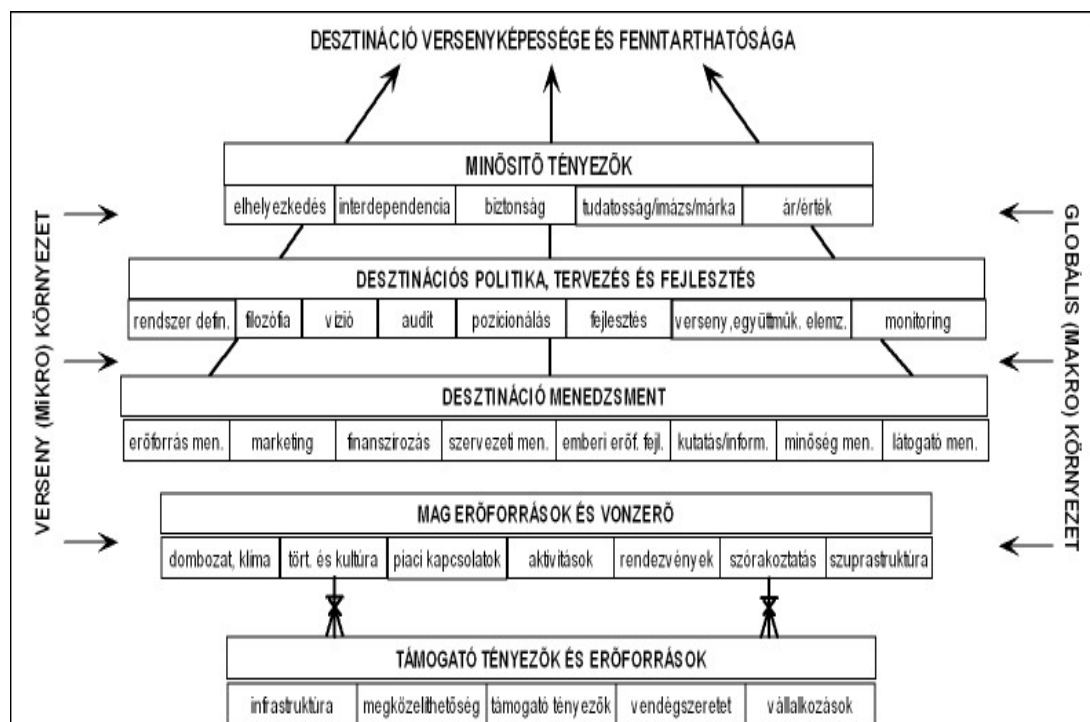 DESZTINÁCIÓ VERSENYKÉPESSÉGE ÉS FENNTARTHATÓSÁGA
MINŐSITŐ TÉNYEZŐK
elhelyezkedés interdependencia biztonság tudatosság/imázs/márka ár/érték
DESZTINÁCIÓS POLITIKA, TERVEZÉS ÉS FEJLESZTÉS
rendszer defin. filozófia vízió audit pozícionálás fejlesztés verseny,együttműk. elemz. monitoring
DESZTINÁCIÓ MENEDZSMENT
erőforrás men. marketing finanszírozás szervezeti men. emberi erőf. fejl. kutatás/inform. minőség men. látogató men.
MAG ERŐFORRÁSOK ÉS VONZERŐ
dombozat, klíma tört. és kultúra piaci kapcsolatok aktivitások rendezvények szórakoztatás szuprastruktúra
TÁMOGATÓ TÉNYEZŐK ÉS ERŐFORRÁSOK
infrastruktúra megközelíthetőség támogató tényezők vendégszeretet vállalkozások
VERSENY (MIKRO) KÖRNYEZET
GLOBÁLIS (MAKRO) KÖRNYEZET